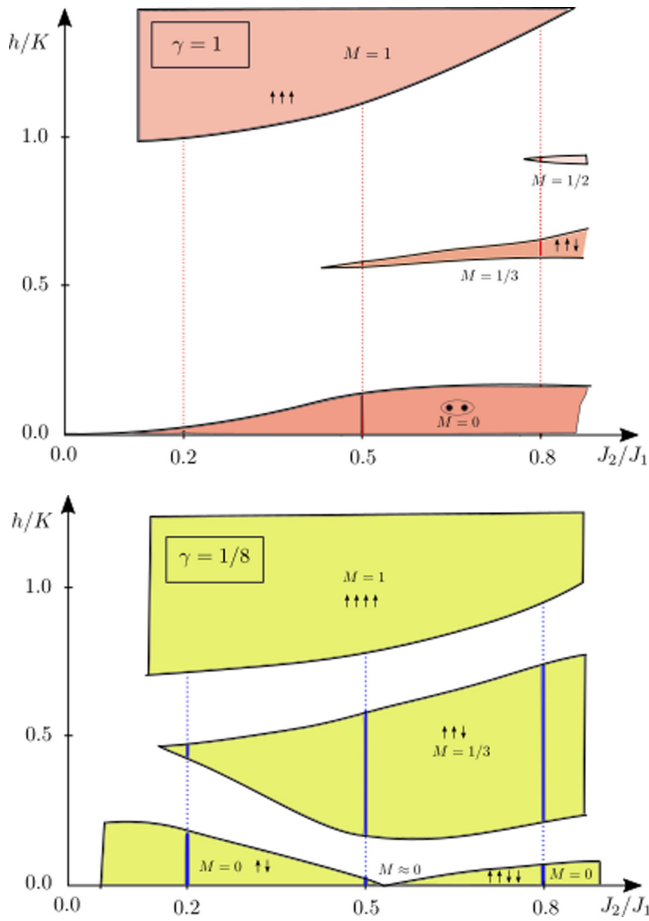 h/K
γ = 1
M = 1
↑↑↑
1.0
M = 1/2
↑↑↓
M = 1/3
0.5
M = 0
0.0
0.0 0.2 0.5 0.8 J₂/J₁
h/K
γ = 1/8
M = 1
↑↑↑↑
1.0
0.5
↑↑↓
M = 1/3
M = 0 ↑↓ M ≈ 0 ↑↑↓↓ M = 0
0.0
0.0 0.2 0.5 0.8 J₂/J₁